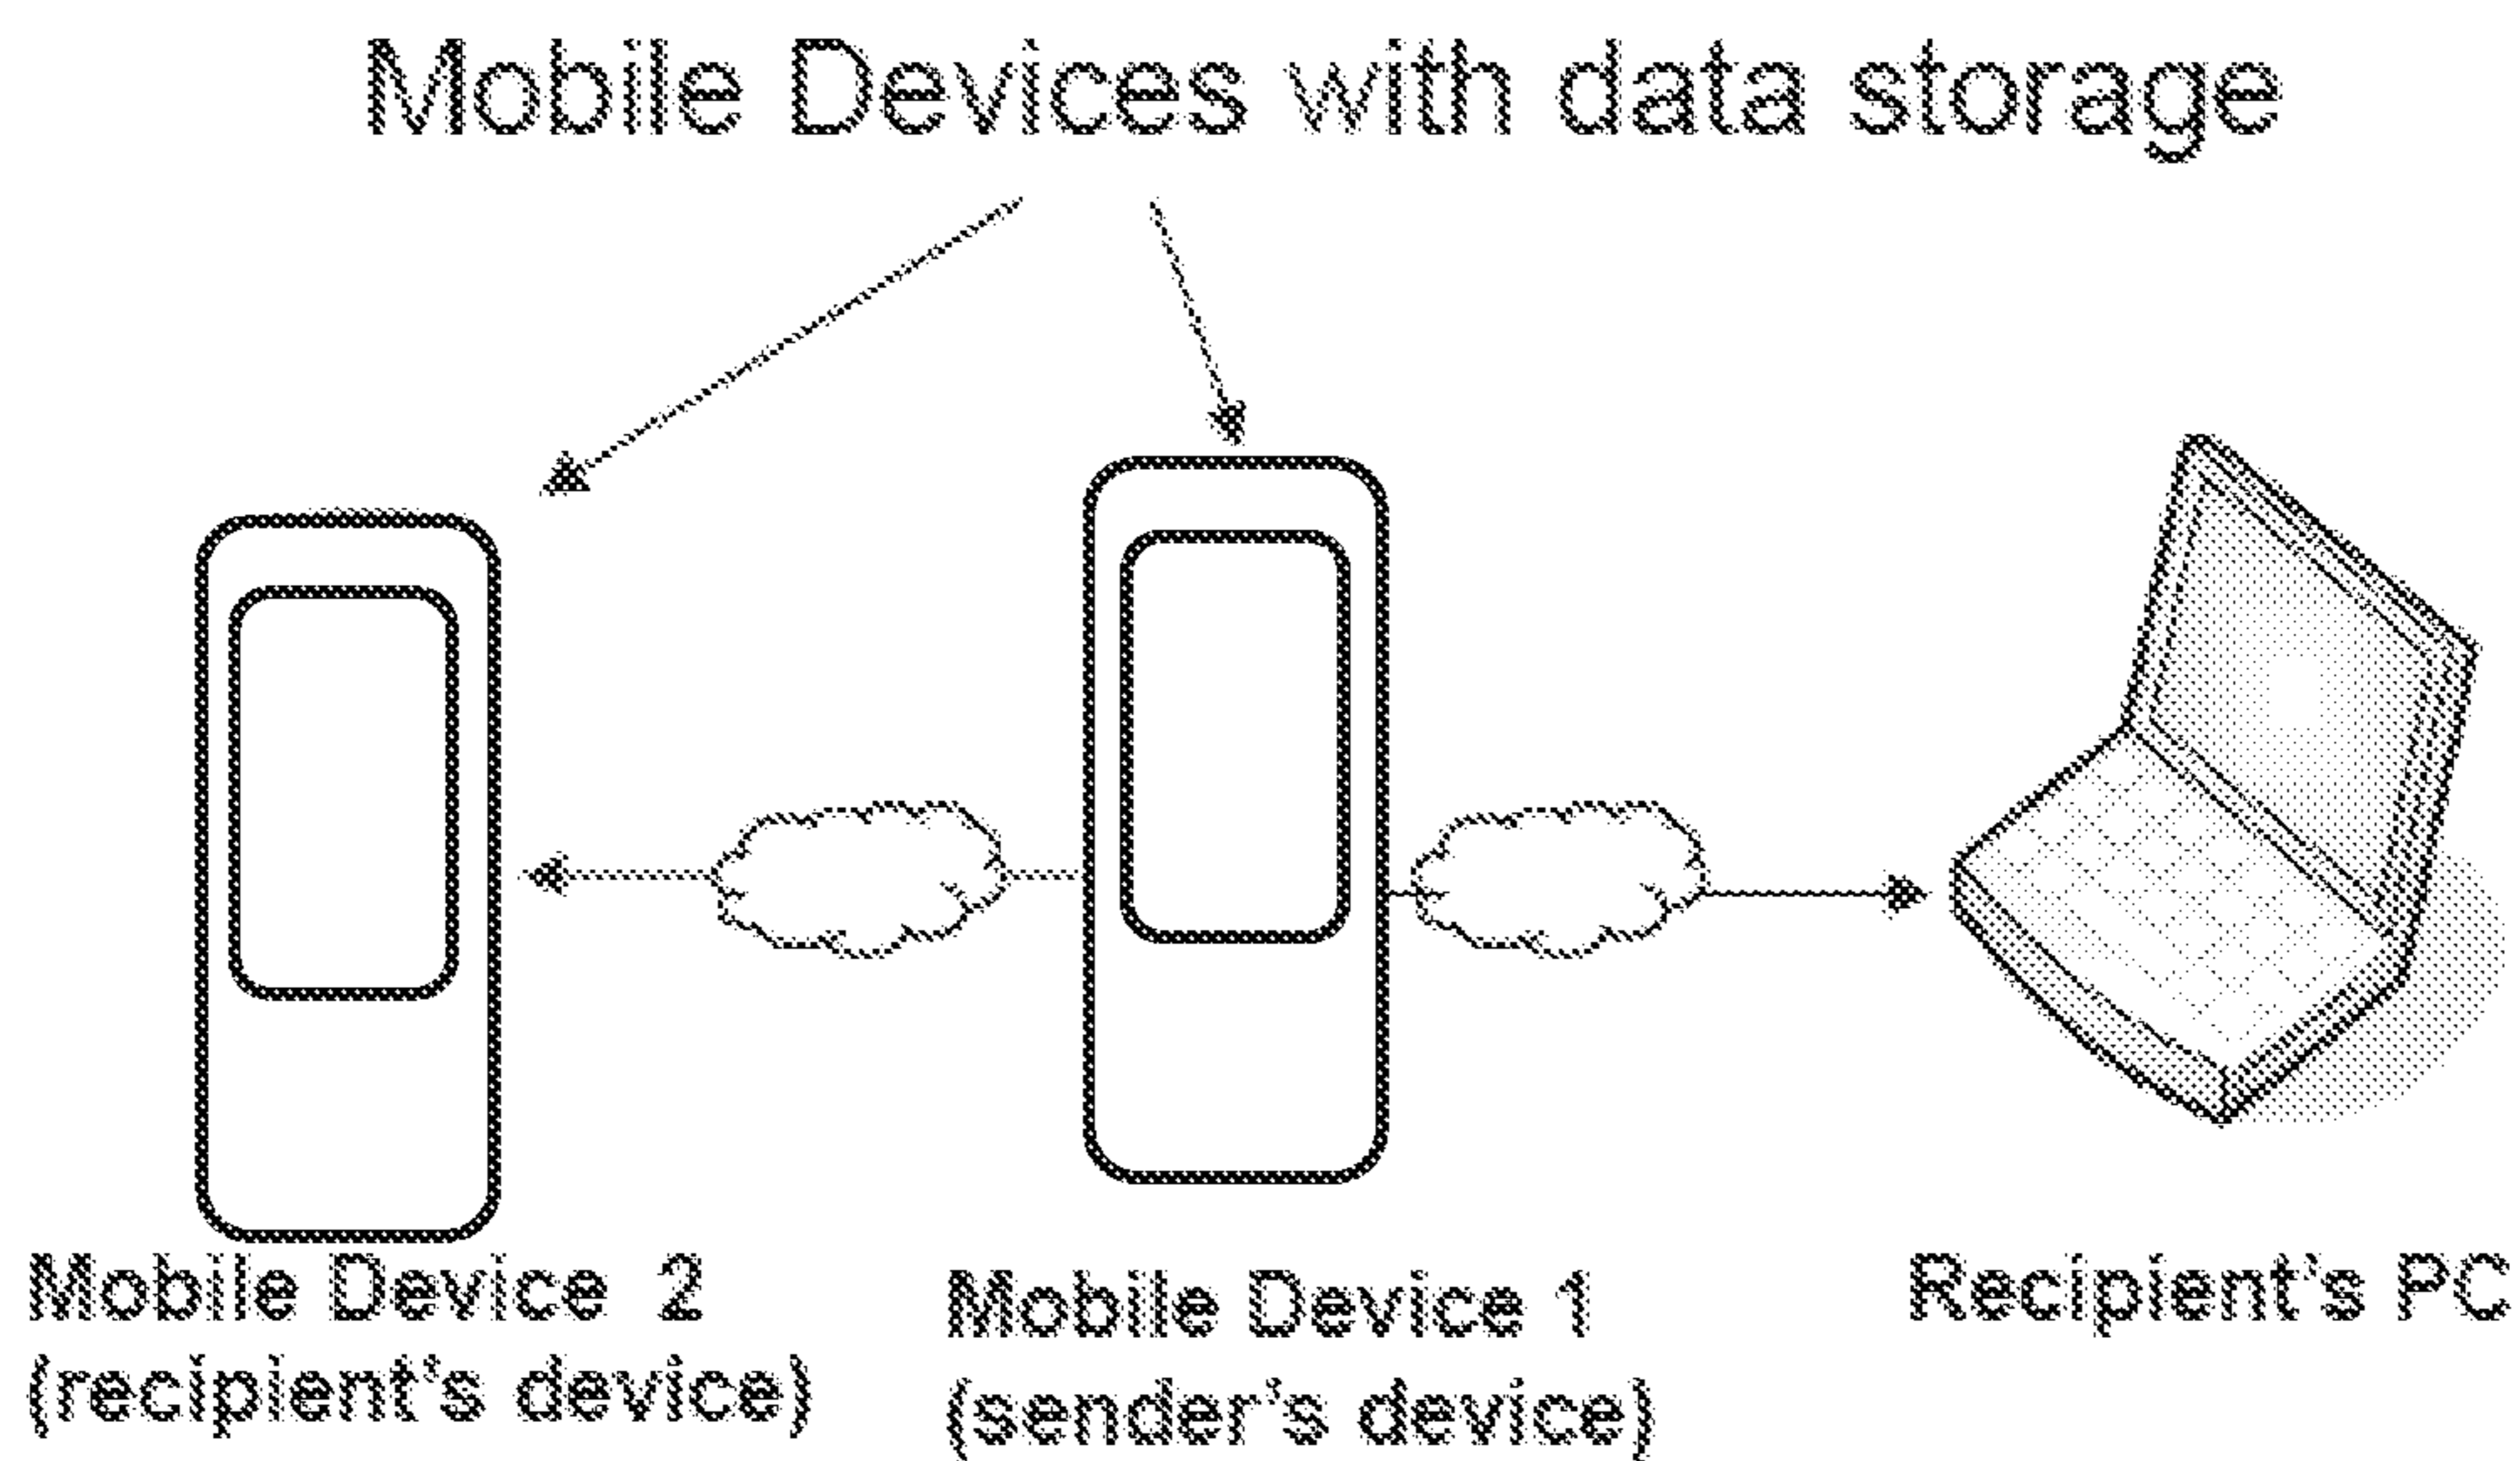 Mobile Devices with data storage
Mobile Device 2
(recipient's device)
Mobile Device 1
(sender's device)
Recipient's PC